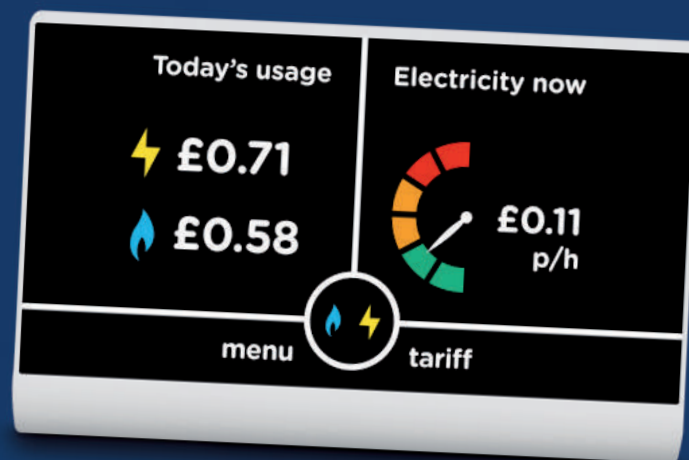 Today's usage
£0.71
£0.58
Electricity now
£0.11
p/h
menu
tariff